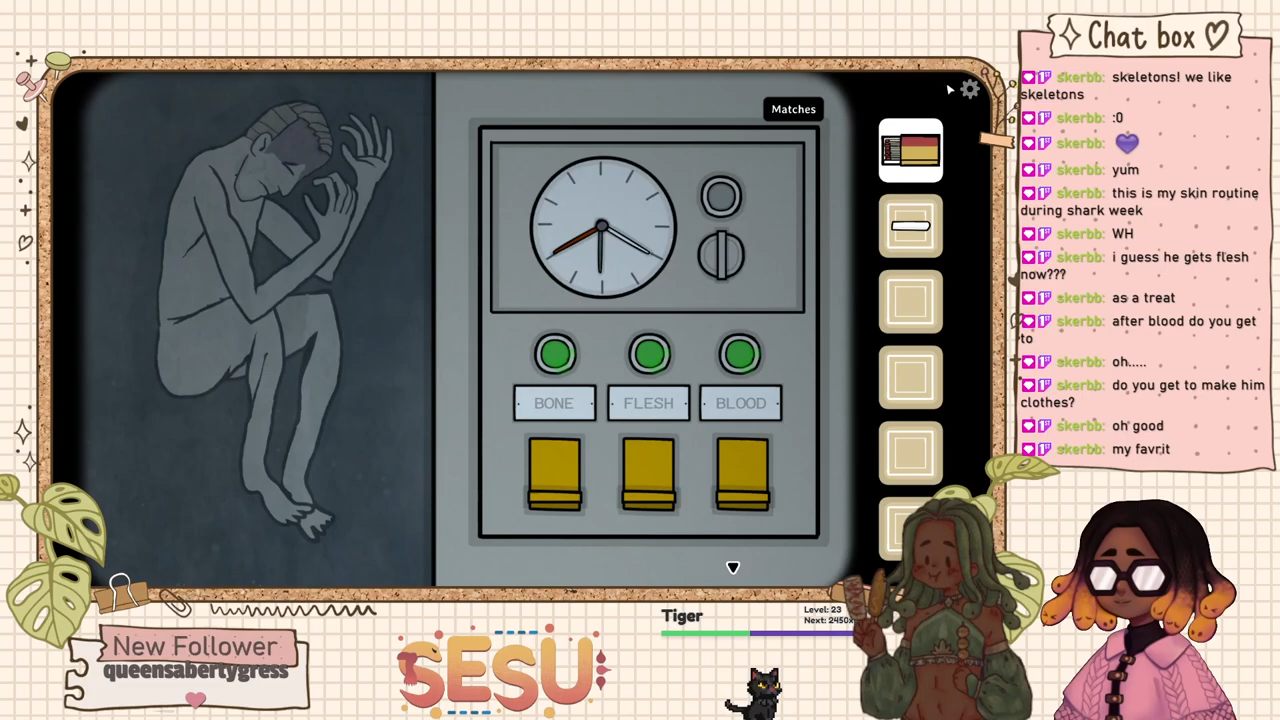 Chat box
skerbb: skeletons! we like
skeletons
skerbb: :0
skerbb:
skerbb: yum
skerbb: this is my skin routine
during shark week
skerbb: WH
skerbb: i guess he gets flesh
now???
skerbb: as a treat
skerbb: after blood do you get
to
skerbb: oh.....
skerbb: do you get to make him
clothes?
skerbb: oh good
skerbb: my favrit
Matches
BONE
FLESH
BLOOD
New Follower
queensabertygress
SESU
Tiger
Level: 23
Next: 2450x